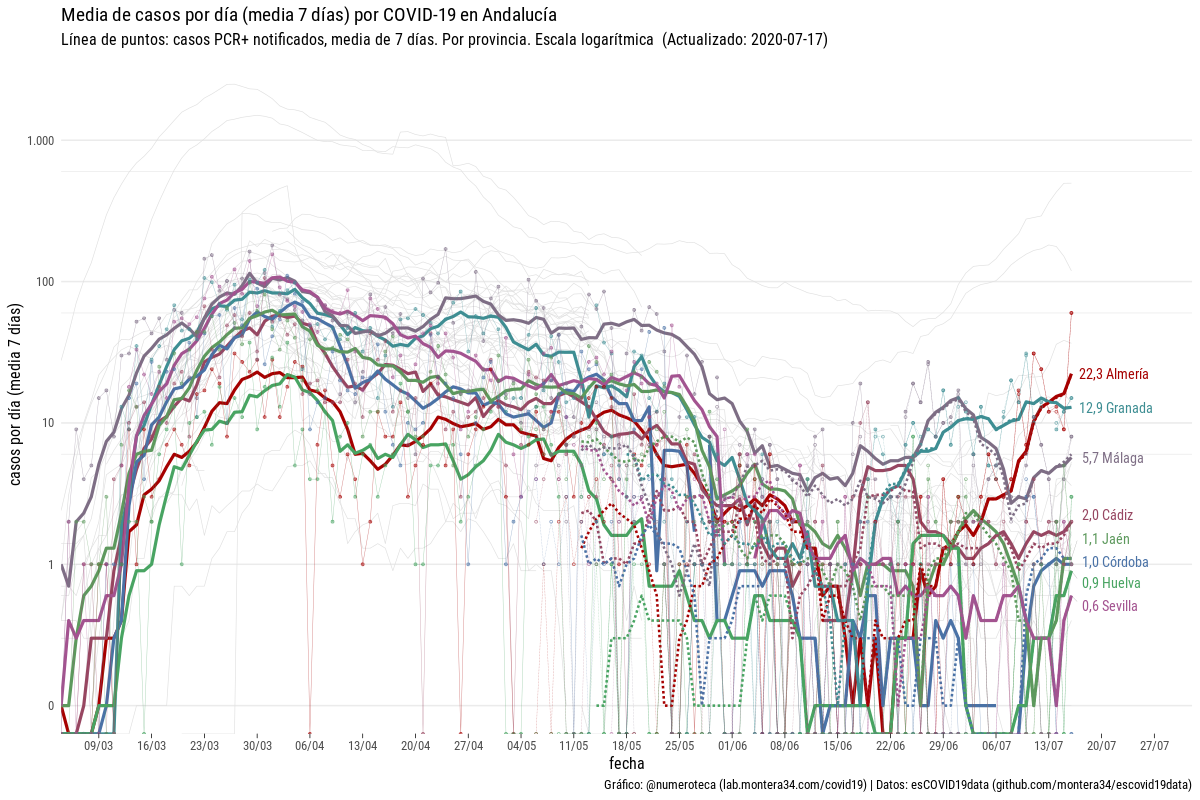 Media de casos por día (media 7 días) por COVID-19 en Andalucía
Línea de puntos: casos PCR+ notificados, media de 7 días. Por provincia. Escala logarítmica (Actualizado: 2020-07-17)
casos por día (media 7 días)
1.000
100
10
1
0
22,3 Almería
12,9 Granada
5,7 Málaga
2,0 Cádiz
1,1 Jaén
1,0 Córdoba
0,9 Huelva
0,6 Sevilla
09/03 16/03 23/03 30/03 06/04 13/04 20/04 27/04 04/05 11/05 18/05 25/05 01/06 08/06 15/06 22/06 29/06 06/07 13/07 20/07 27/07
fecha
Gráfico: @numeroteca (lab.montera34.com/covid19) | Datos: esCOVID19data (github.com/montera34/escovid19data)